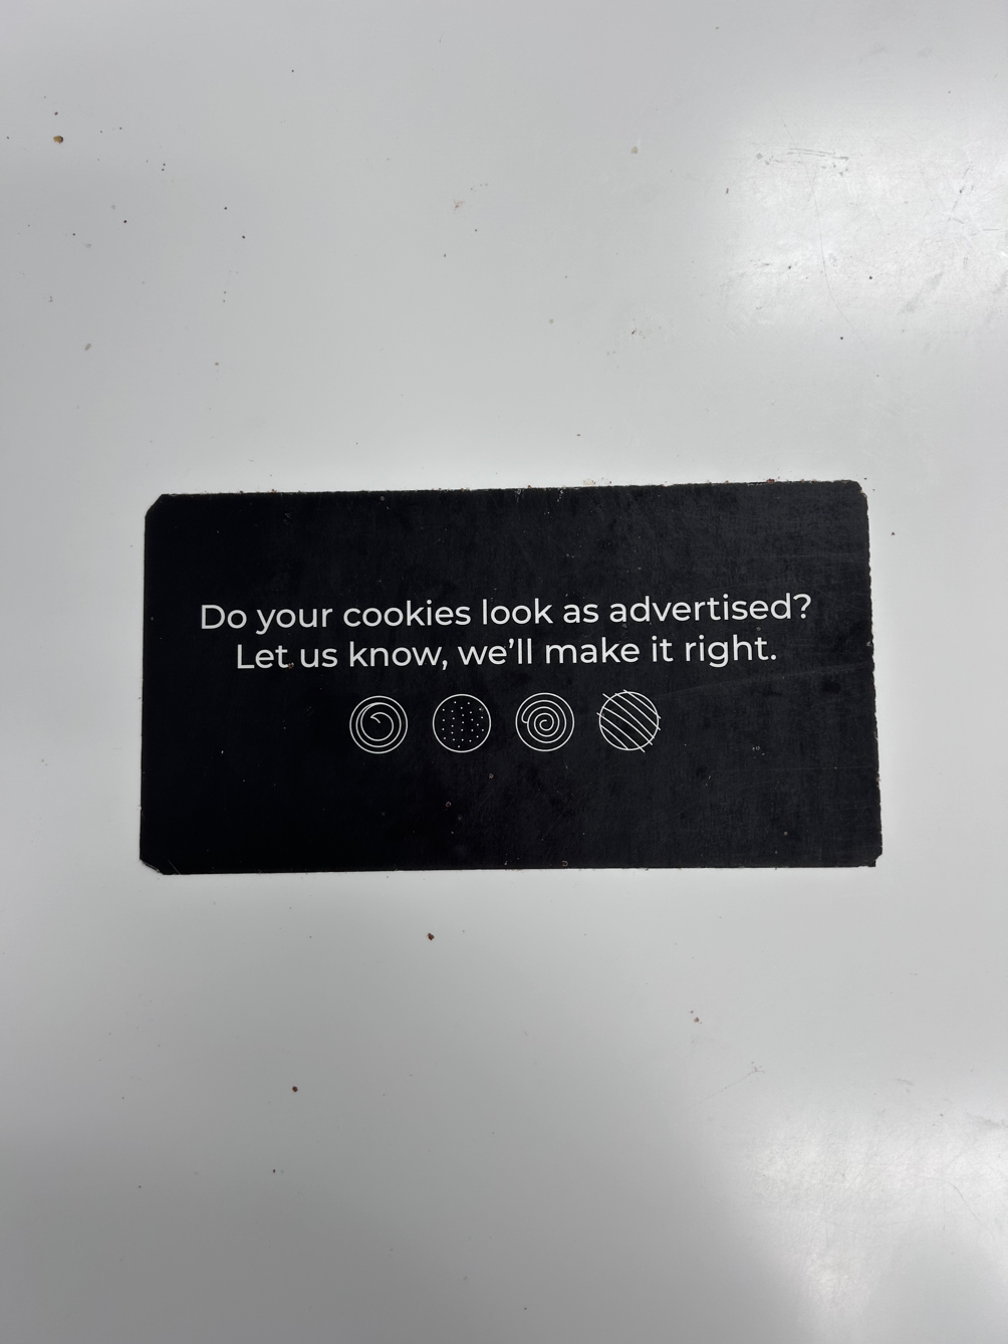 Do your cookies look as advertised?
Let us know, we’ll make it right.